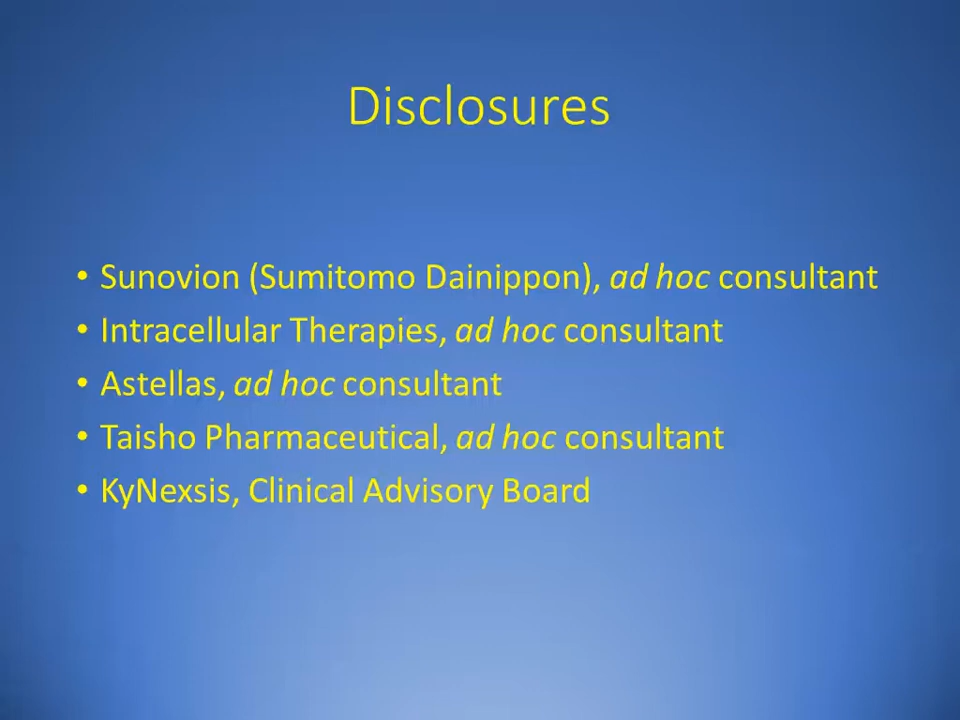 Disclosures
• Sunovion (Sumitomo Dainippon), ad hoc consultant
• Intracellular Therapies, ad hoc consultant
• Astellas, ad hoc consultant
• Taisho Pharmaceutical, ad hoc consultant
• KyNexsis, Clinical Advisory Board